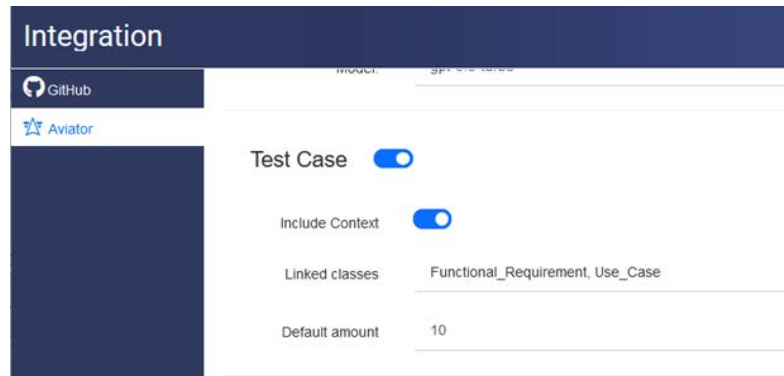 Integration
GitHub
Aviator
Test Case
Include Context
Linked classes Functional_Requirement, Use_Case
Default amount 10